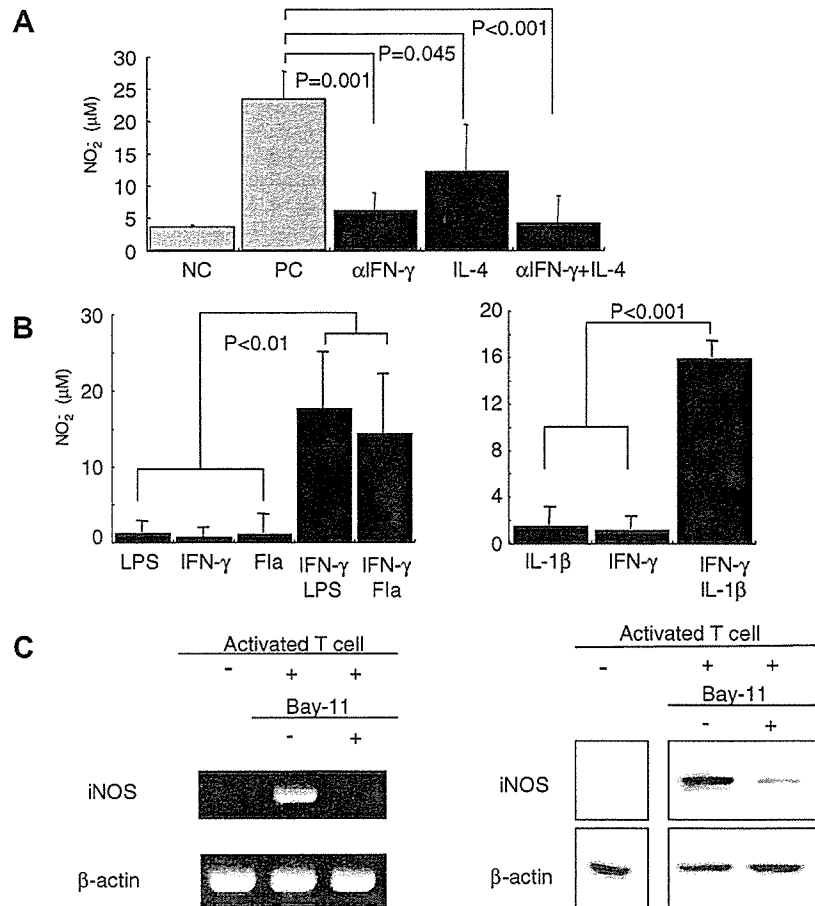 A
P<0.001
P=0.045
P=0.001
NO₂⁻ (μM)
30
25
20
15
10
5
0
NC PC αIFN-γ IL-4 αIFN-γ+IL-4
B
NO₂⁻ (μM)
30
20
10
0
P<0.01
LPS IFN-γ Fla IFN-γ IFN-γ
LPS Fla
20
16
12
8
4
0
P<0.001
IL-1β IFN-γ IFN-γ
IL-1β
C
Activated T cell
- + +
Bay-11
- +
iNOS
β-actin
Activated T cell
- + +
Bay-11
- +
iNOS
β-actin